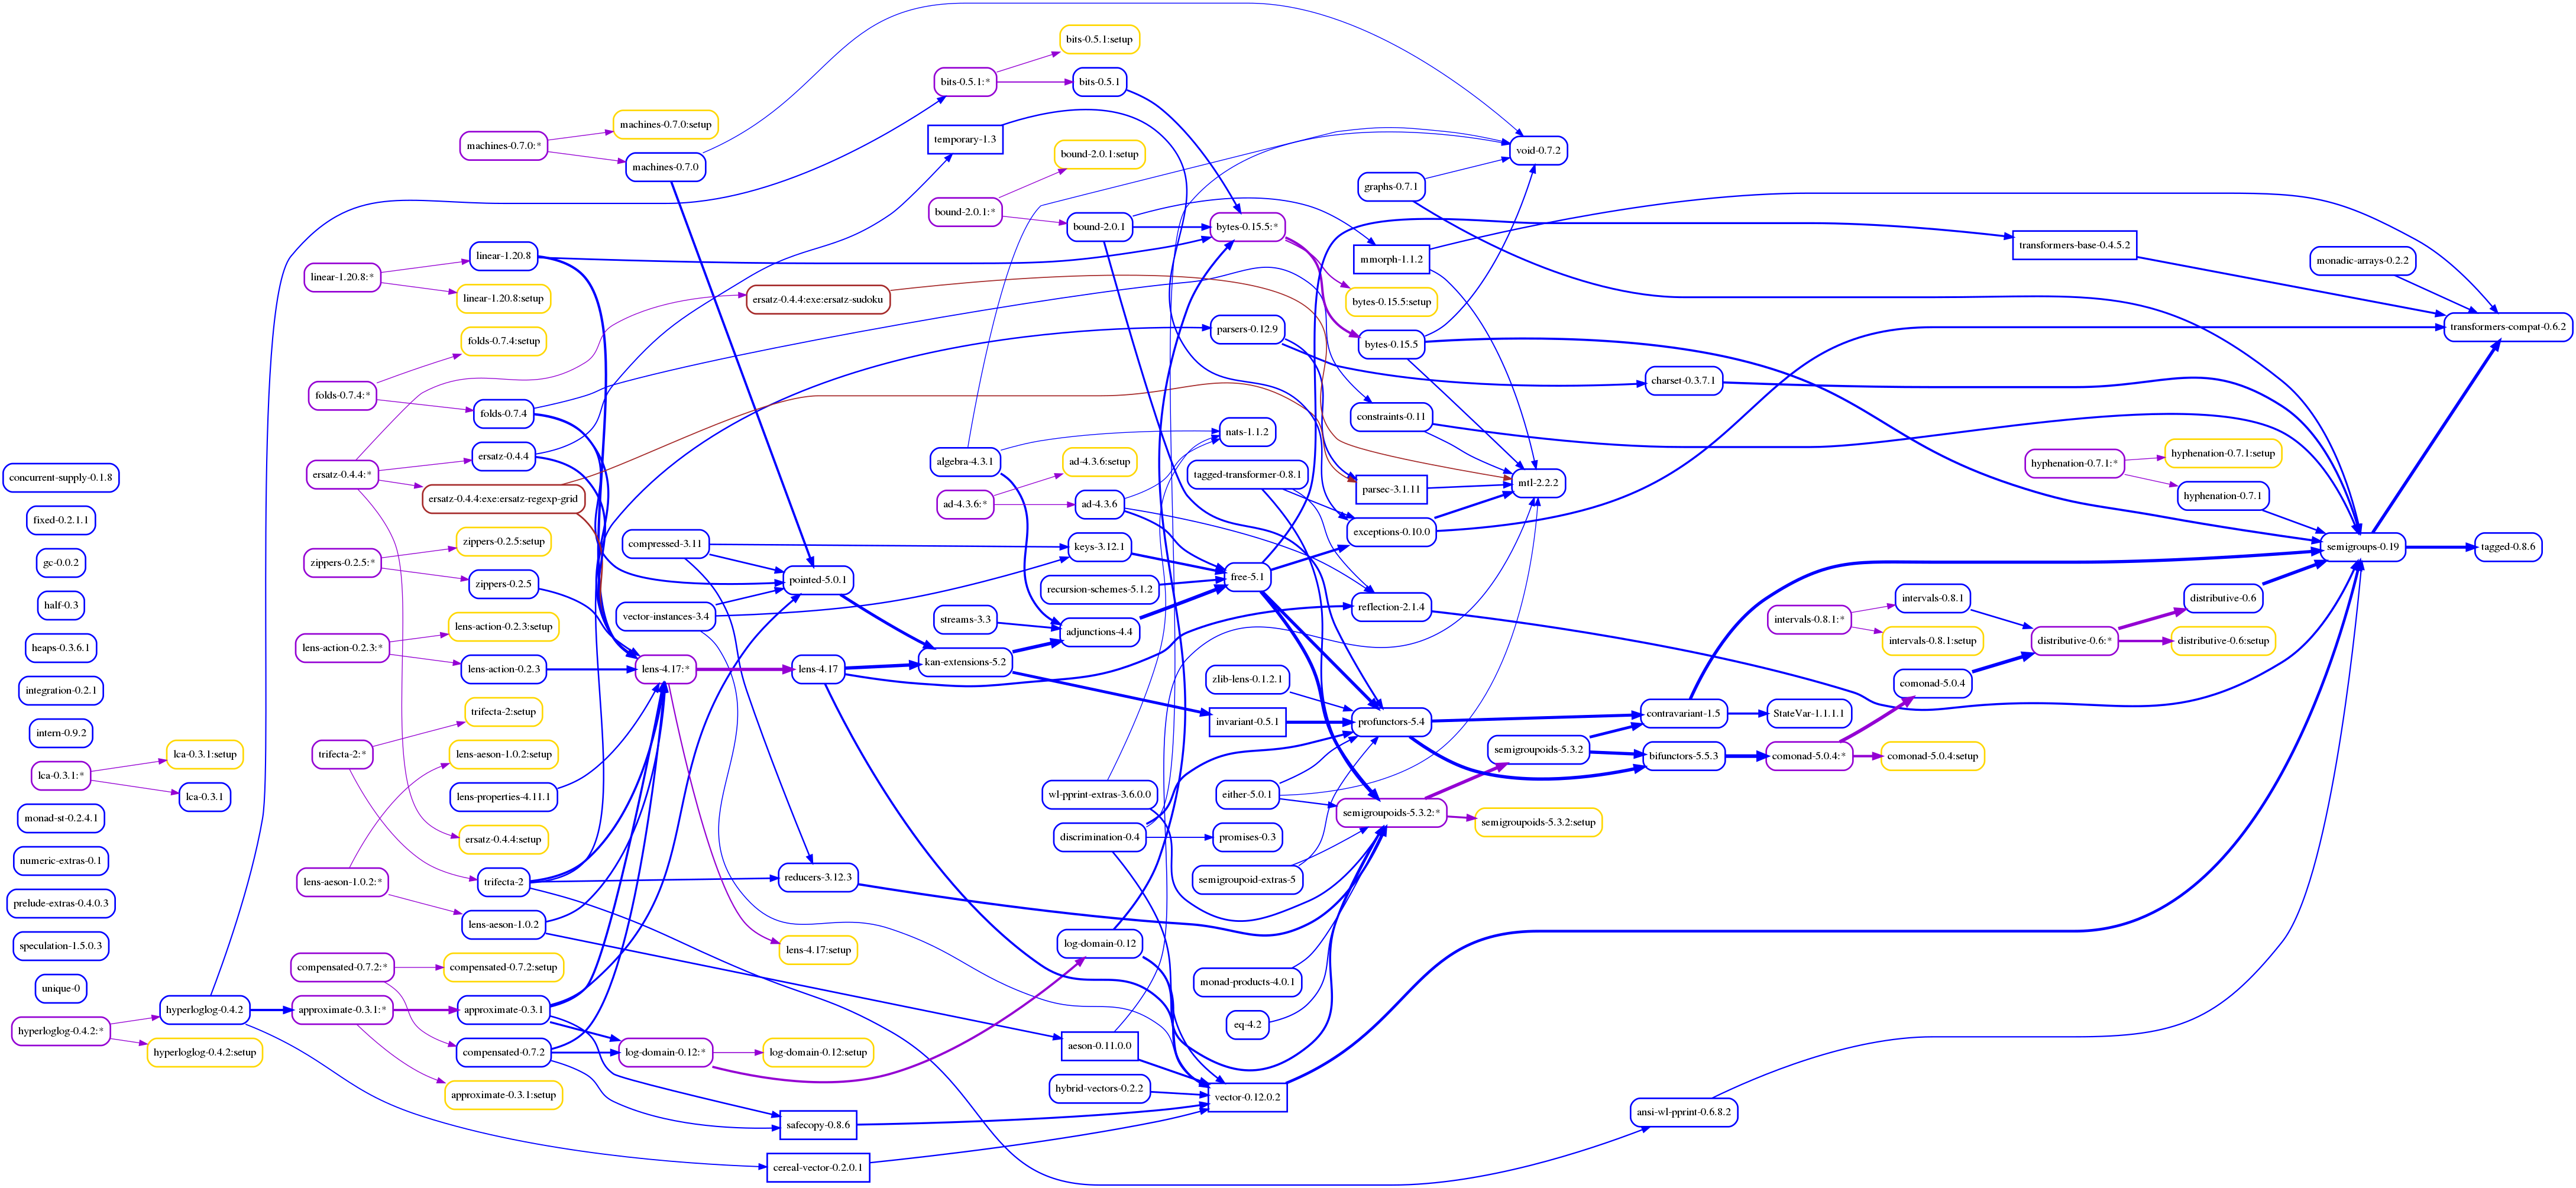 concurrent-supply-0.1.8
fixed-0.2.1.1
gc-0.0.2
half-0.3
heaps-0.3.6.1
integration-0.2.1
intern-0.9.2
lca-0.3.1:*
monad-st-0.2.4.1
numeric-extras-0.1
prelude-extras-0.4.0.3
speculation-1.5.0.3
unique-0
hyperloglog-0.4.2:*
lca-0.3.1:setup
lca-0.3.1
hyperloglog-0.4.2
hyperloglog-0.4.2:setup
linear-1.20.8:*
folds-0.7.4:*
ersatz-0.4.4:*
zippers-0.2.5:*
lens-action-0.2.3:*
trifecta-2:*
lens-aeson-1.0.2:*
compensated-0.7.2:*
approximate-0.3.1:*
machines-0.7.0:*
linear-1.20.8
linear-1.20.8:setup
folds-0.7.4:setup
folds-0.7.4
ersatz-0.4.4
ersatz-0.4.4:exe:ersatz-regexp-grid
zippers-0.2.5:setup
zippers-0.2.5
lens-action-0.2.3:setup
lens-action-0.2.3
trifecta-2:setup
lens-aeson-1.0.2:setup
lens-properties-4.11.1
ersatz-0.4.4:setup
trifecta-2
lens-aeson-1.0.2
compensated-0.7.2:setup
approximate-0.3.1
compensated-0.7.2
approximate-0.3.1:setup
machines-0.7.0:setup
machines-0.7.0
compressed-3.11
vector-instances-3.4
lens-4.17:*
log-domain-0.12:*
ersatz-0.4.4:exe:ersatz-sudoku
pointed-5.0.1
lens-4.17
reducers-3.12.3
lens-4.17:setup
log-domain-0.12:setup
safecopy-0.8.6
cereal-vector-0.2.0.1
bits-0.5.1:*
temporary-1.3
bound-2.0.1:*
algebra-4.3.1
ad-4.3.6:*
streams-3.3
kan-extensions-5.2
bits-0.5.1:setup
bits-0.5.1
bound-2.0.1:setup
bound-2.0.1
ad-4.3.6:setup
ad-4.3.6
keys-3.12.1
recursion-schemes-5.1.2
adjunctions-4.4
wl-pprint-extras-3.6.0.0
discrimination-0.4
log-domain-0.12
aeson-0.11.0.0
hybrid-vectors-0.2.2
bytes-0.15.5:*
parsers-0.12.9
nats-1.1.2
tagged-transformer-0.8.1
free-5.1
zlib-lens-0.1.2.1
invariant-0.5.1
either-5.0.1
promises-0.3
semigroupoid-extras-5
monad-products-4.0.1
eq-4.2
vector-0.12.0.2
graphs-0.7.1
mmorph-1.1.2
bytes-0.15.5:setup
bytes-0.15.5
constraints-0.11
parsec-3.1.11
exceptions-0.10.0
reflection-2.1.4
profunctors-5.4
semigroupoids-5.3.2:*
void-0.7.2
mtl-2.2.2
semigroupoids-5.3.2
semigroupoids-5.3.2:setup
charset-0.3.7.1
contravariant-1.5
bifunctors-5.5.3
ansi-wl-pprint-0.6.8.2
intervals-0.8.1:*
StateVar-1.1.1.1
comonad-5.0.4:*
intervals-0.8.1
intervals-0.8.1:setup
comonad-5.0.4
comonad-5.0.4:setup
transformers-base-0.4.5.2
hyphenation-0.7.1:*
distributive-0.6:*
hyphenation-0.7.1:setup
hyphenation-0.7.1
distributive-0.6
distributive-0.6:setup
monadic-arrays-0.2.2
semigroups-0.19
transformers-compat-0.6.2
tagged-0.8.6